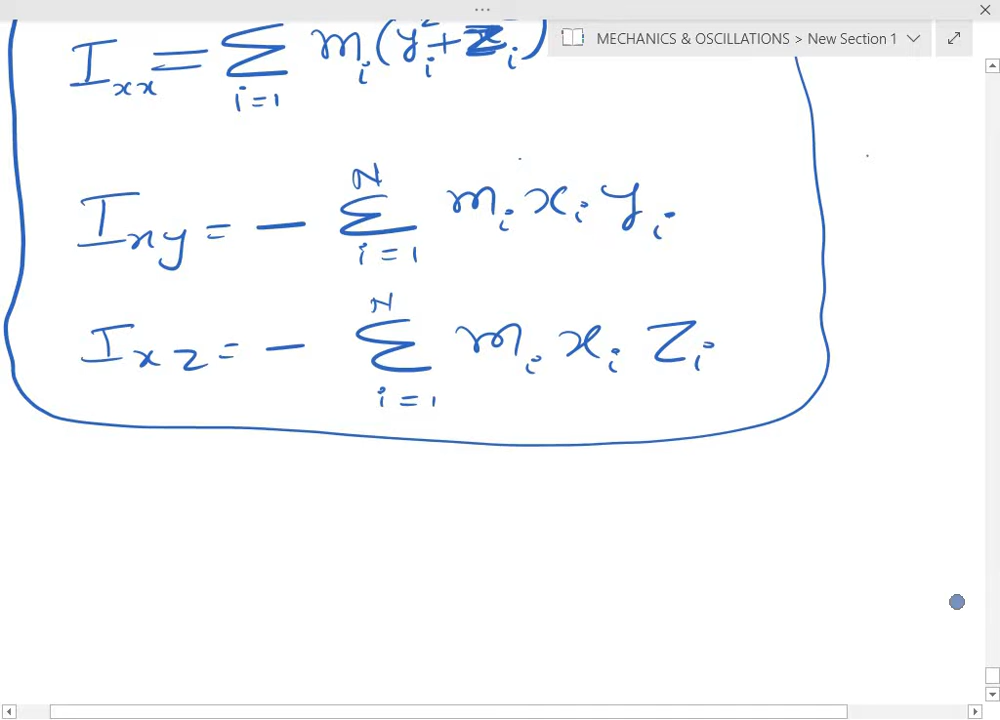 MECHANICS & OSCILLATIONS > New Section 1
I_xx = Σ_{i=1} m_i(y_i² + z_i)
I_xy = - Σ_{i=1}^{N} m_i x_i y_i
I_xz = - Σ_{i=1}^{N} m_i x_i z_i